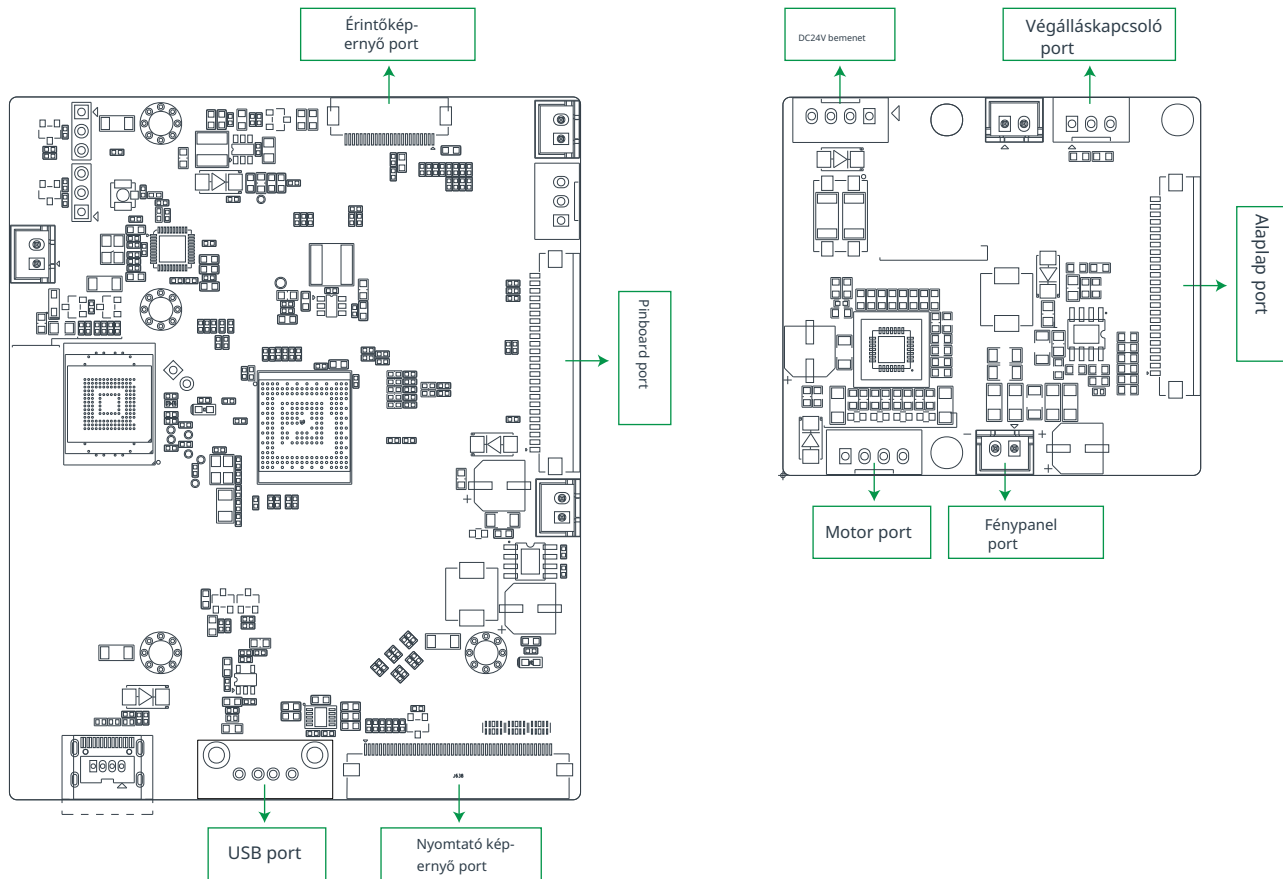 Érintőkép-
ernyő port
DC24V bemenet
Végálláskapcsoló
port
Pinboard port
Alaplap port
Motor port
Fénypanel
port
J638
USB port
Nyomtató kép-
ernyő port